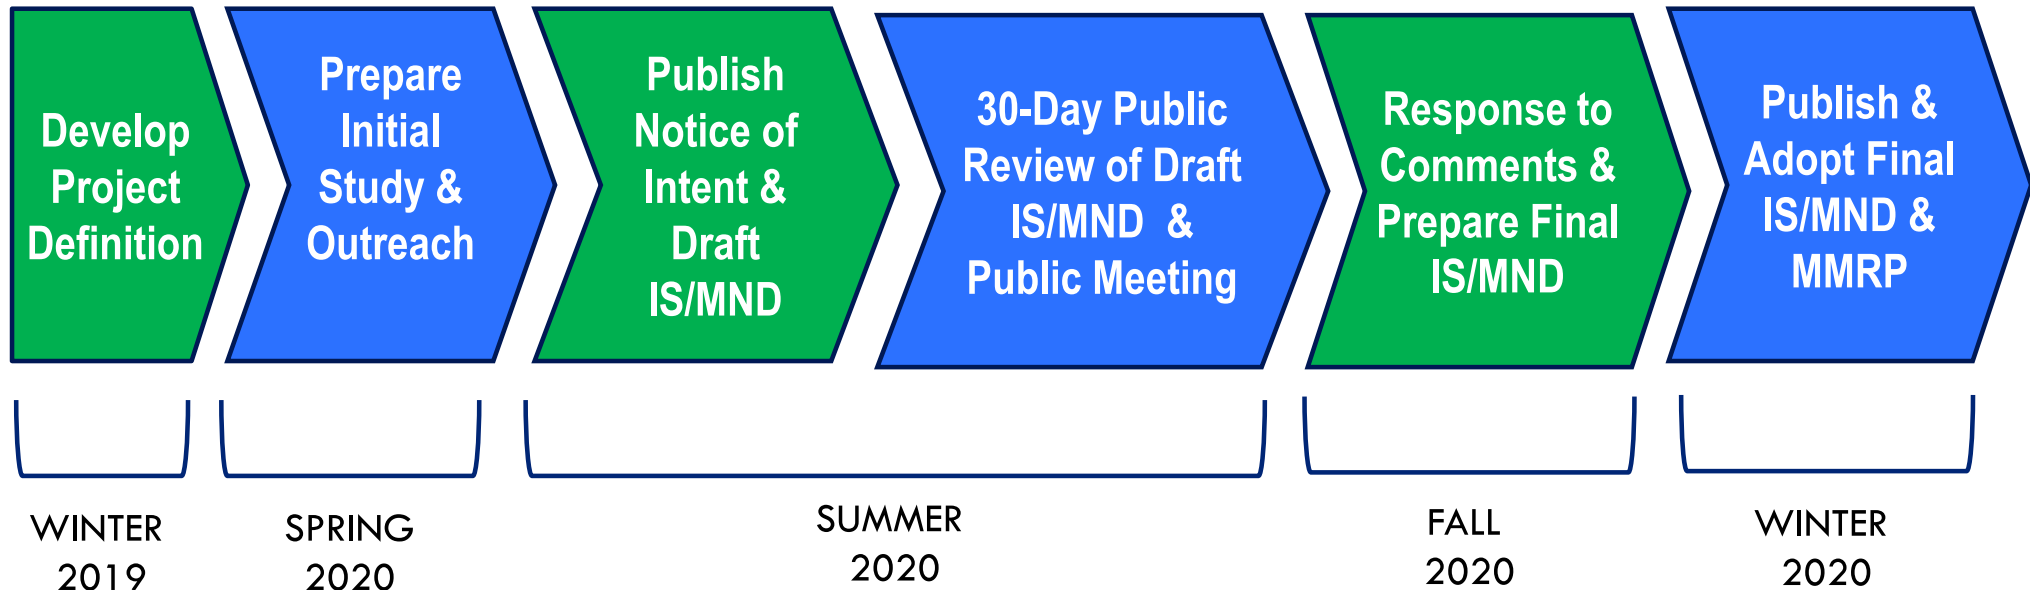 Develop
Project
Definition
Prepare
Initial
Study &
Outreach
Publish
Notice of
Intent &
Draft
IS/MND
30-Day Public
Review of Draft
IS/MND &
Public Meeting
Response to
Comments &
Prepare Final
IS/MND
Publish &
Adopt Final
IS/MND &
MMRP
WINTER
2019
SPRING
2020
SUMMER
2020
FALL
2020
WINTER
2020